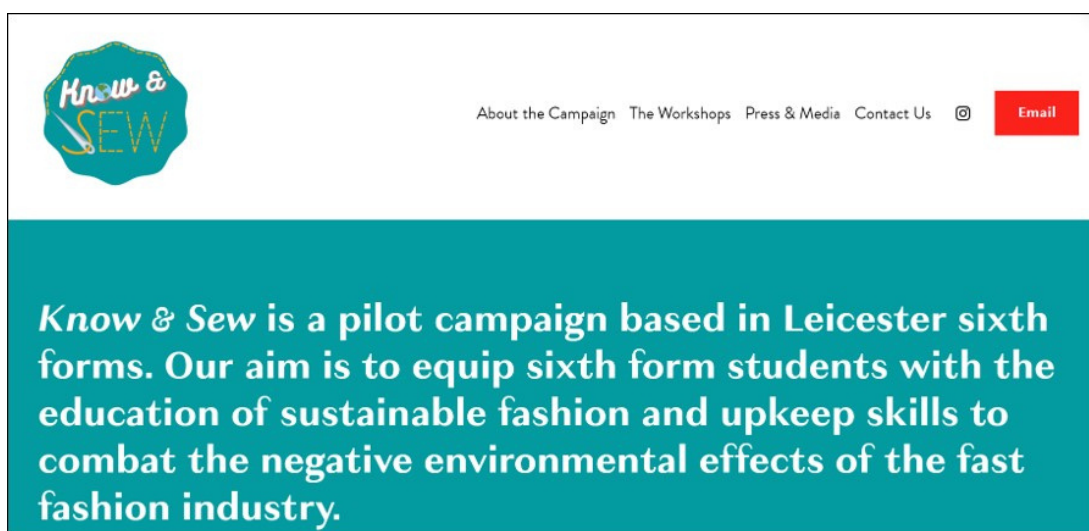 Know &
SEW
About the Campaign The Workshops Press & Media Contact Us Email
Know & Sew is a pilot campaign based in Leicester sixth
forms. Our aim is to equip sixth form students with the
education of sustainable fashion and upkeep skills to
combat the negative environmental effects of the fast
fashion industry.